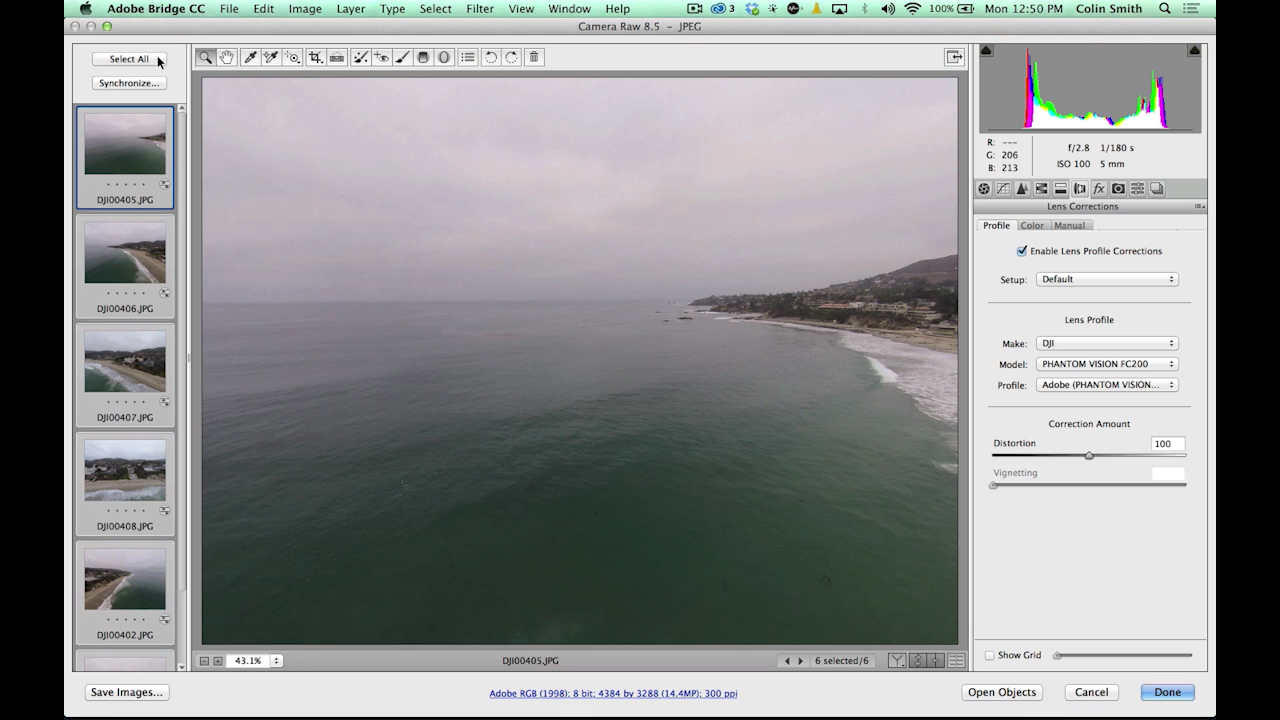 Adobe Bridge CC File Edit Image Layer Type Select Filter View Window Help 3 100% Mon 12:50 PM Colin Smith
Camera Raw 8.5 - JPEG
Select All
Synchronize...
DJI00405.JPG
DJI00406.JPG
DJI00407.JPG
DJI00408.JPG
DJI00402.JPG
43.1%
DJI00405.JPG
6 selected/6
R: ---
G: 206
B: 213
f/2.8 1/180 s
ISO 100 5 mm
fx
Lens Corrections
Profile Color Manual
Enable Lens Profile Corrections
Setup: Default
Lens Profile
Make: DJI
Model: PHANTOM VISION FC200
Profile: Adobe (PHANTOM VISION...
Correction Amount
Distortion 100
Vignetting
Show Grid
Save Images...
Adobe RGB (1998); 8 bit; 4384 by 3288 (14.4MP); 300 ppi
Open Objects Cancel Done